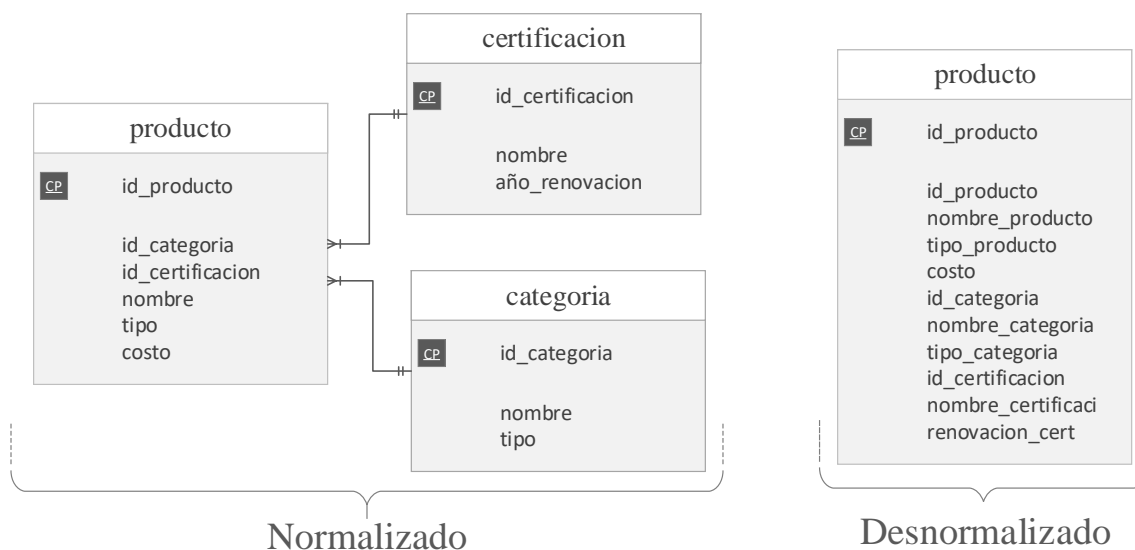 producto
CP id_producto
id_categoria
id_certificacion
nombre
tipo
costo
certificacion
CP id_certificacion
nombre
año_renovacion
categoria
CP id_categoria
nombre
tipo
Normalizado
producto
CP id_producto
id_producto
nombre_producto
tipo_producto
costo
id_categoria
nombre_categoria
tipo_categoria
id_certificacion
nombre_certificaci
renovacion_cert
Desnormalizado